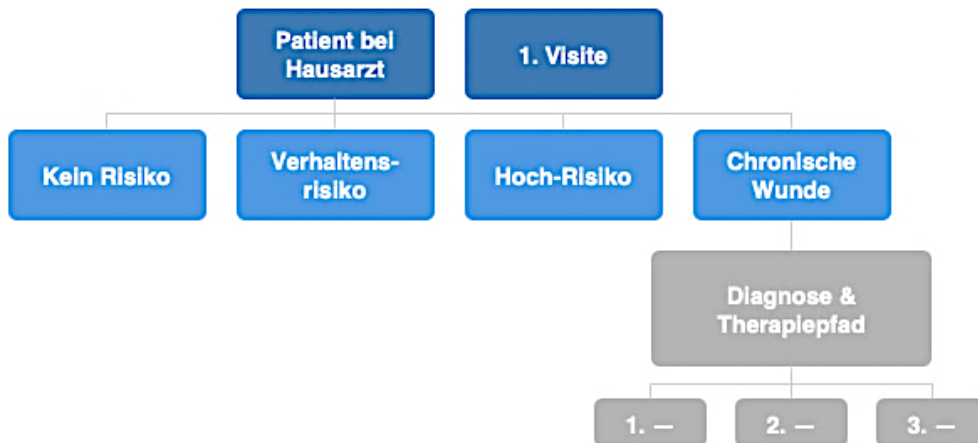 Patient bei
Hausarzt
1. Visite
Kein Risiko
Verhaltens-
risiko
Hoch-Risiko
Chronische
Wunde
Diagnose &
Therapiepfad
1. —
2. —
3. —